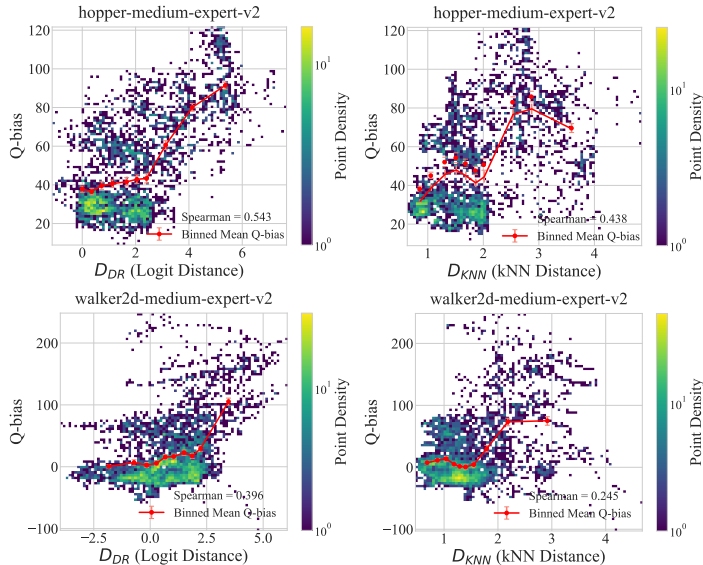 hopper-medium-expert-v2
120
100
80
60
40
20
Q-bias
0
2
4
6
D_DR (Logit Distance)
Spearman = 0.543
Binned Mean Q-bias
10^1
10^0
Point Density
hopper-medium-expert-v2
120
100
80
60
40
20
Q-bias
1
2
3
4
D_KNN (kNN Distance)
Spearman = 0.438
Binned Mean Q-bias
10^1
10^0
Point Density
walker2d-medium-expert-v2
200
100
0
−100
Q-bias
−2.5
0.0
2.5
5.0
D_DR (Logit Distance)
Spearman = 0.396
Binned Mean Q-bias
10^1
10^0
Point Density
walker2d-medium-expert-v2
200
100
0
−100
Q-bias
1
2
3
4
D_KNN (kNN Distance)
Spearman = 0.245
Binned Mean Q-bias
10^1
10^0
Point Density